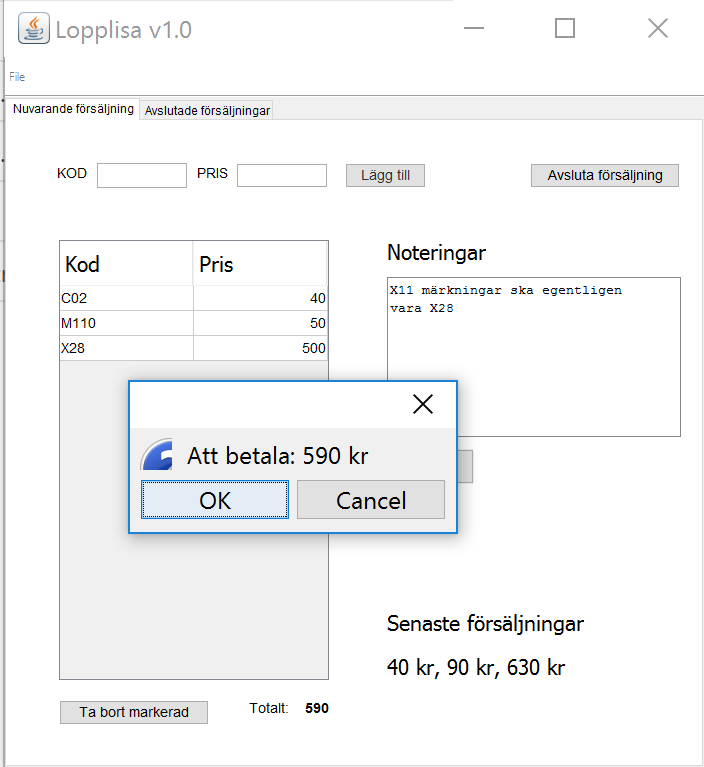 Lopplisa v1.0
File
Nuvarande försäljning Avslutade försäljningar
KOD PRIS Lägg till Avsluta försäljning
Kod Pris
C02 40
M110 50
X28 500
Noteringar
X11 märkningar ska egentligen
vara X28
Att betala: 590 kr
OK Cancel
Senaste försäljningar
40 kr, 90 kr, 630 kr
Ta bort markerad Totalt: 590